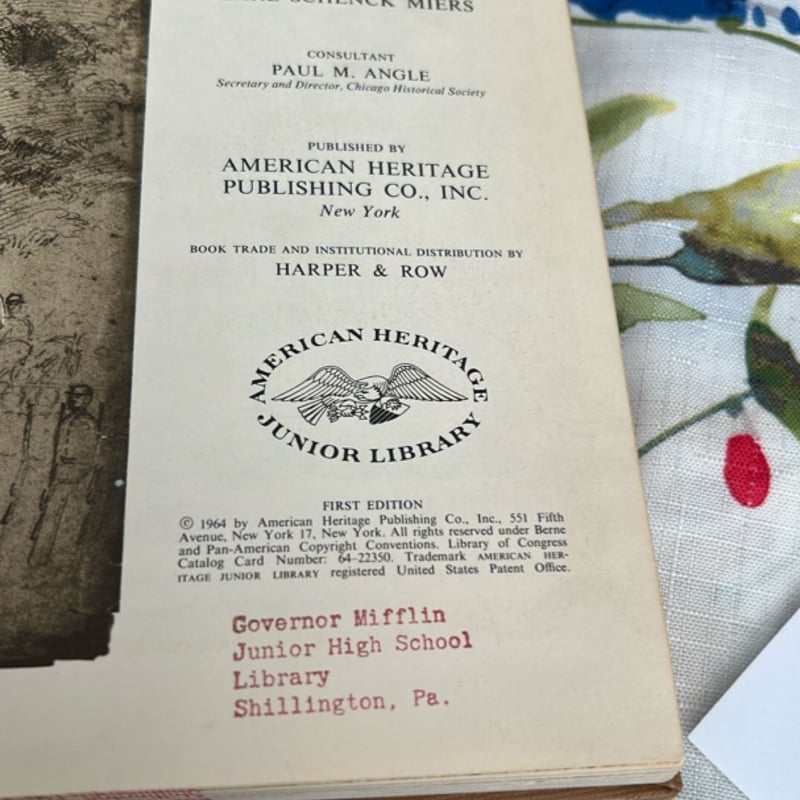 SCHENCK MIERS
CONSULTANT
PAUL M. ANGLE
Secretary and Director, Chicago Historical Society
PUBLISHED BY
AMERICAN HERITAGE
PUBLISHING CO., INC.
New York
BOOK TRADE AND INSTITUTIONAL DISTRIBUTION BY
HARPER & ROW
AMERICAN HERITAGE
JUNIOR LIBRARY
FIRST EDITION
© 1964 by American Heritage Publishing Co., Inc., 551 Fifth
Avenue, New York 17, New York. All rights reserved under Berne
and Pan-American Copyright Conventions. Library of Congress
Catalog Card Number: 64-22350. Trademark AMERICAN HER-
ITAGE JUNIOR LIBRARY registered United States Patent Office.
Governor Mifflin
Junior High School
Library
Shillington, Pa.